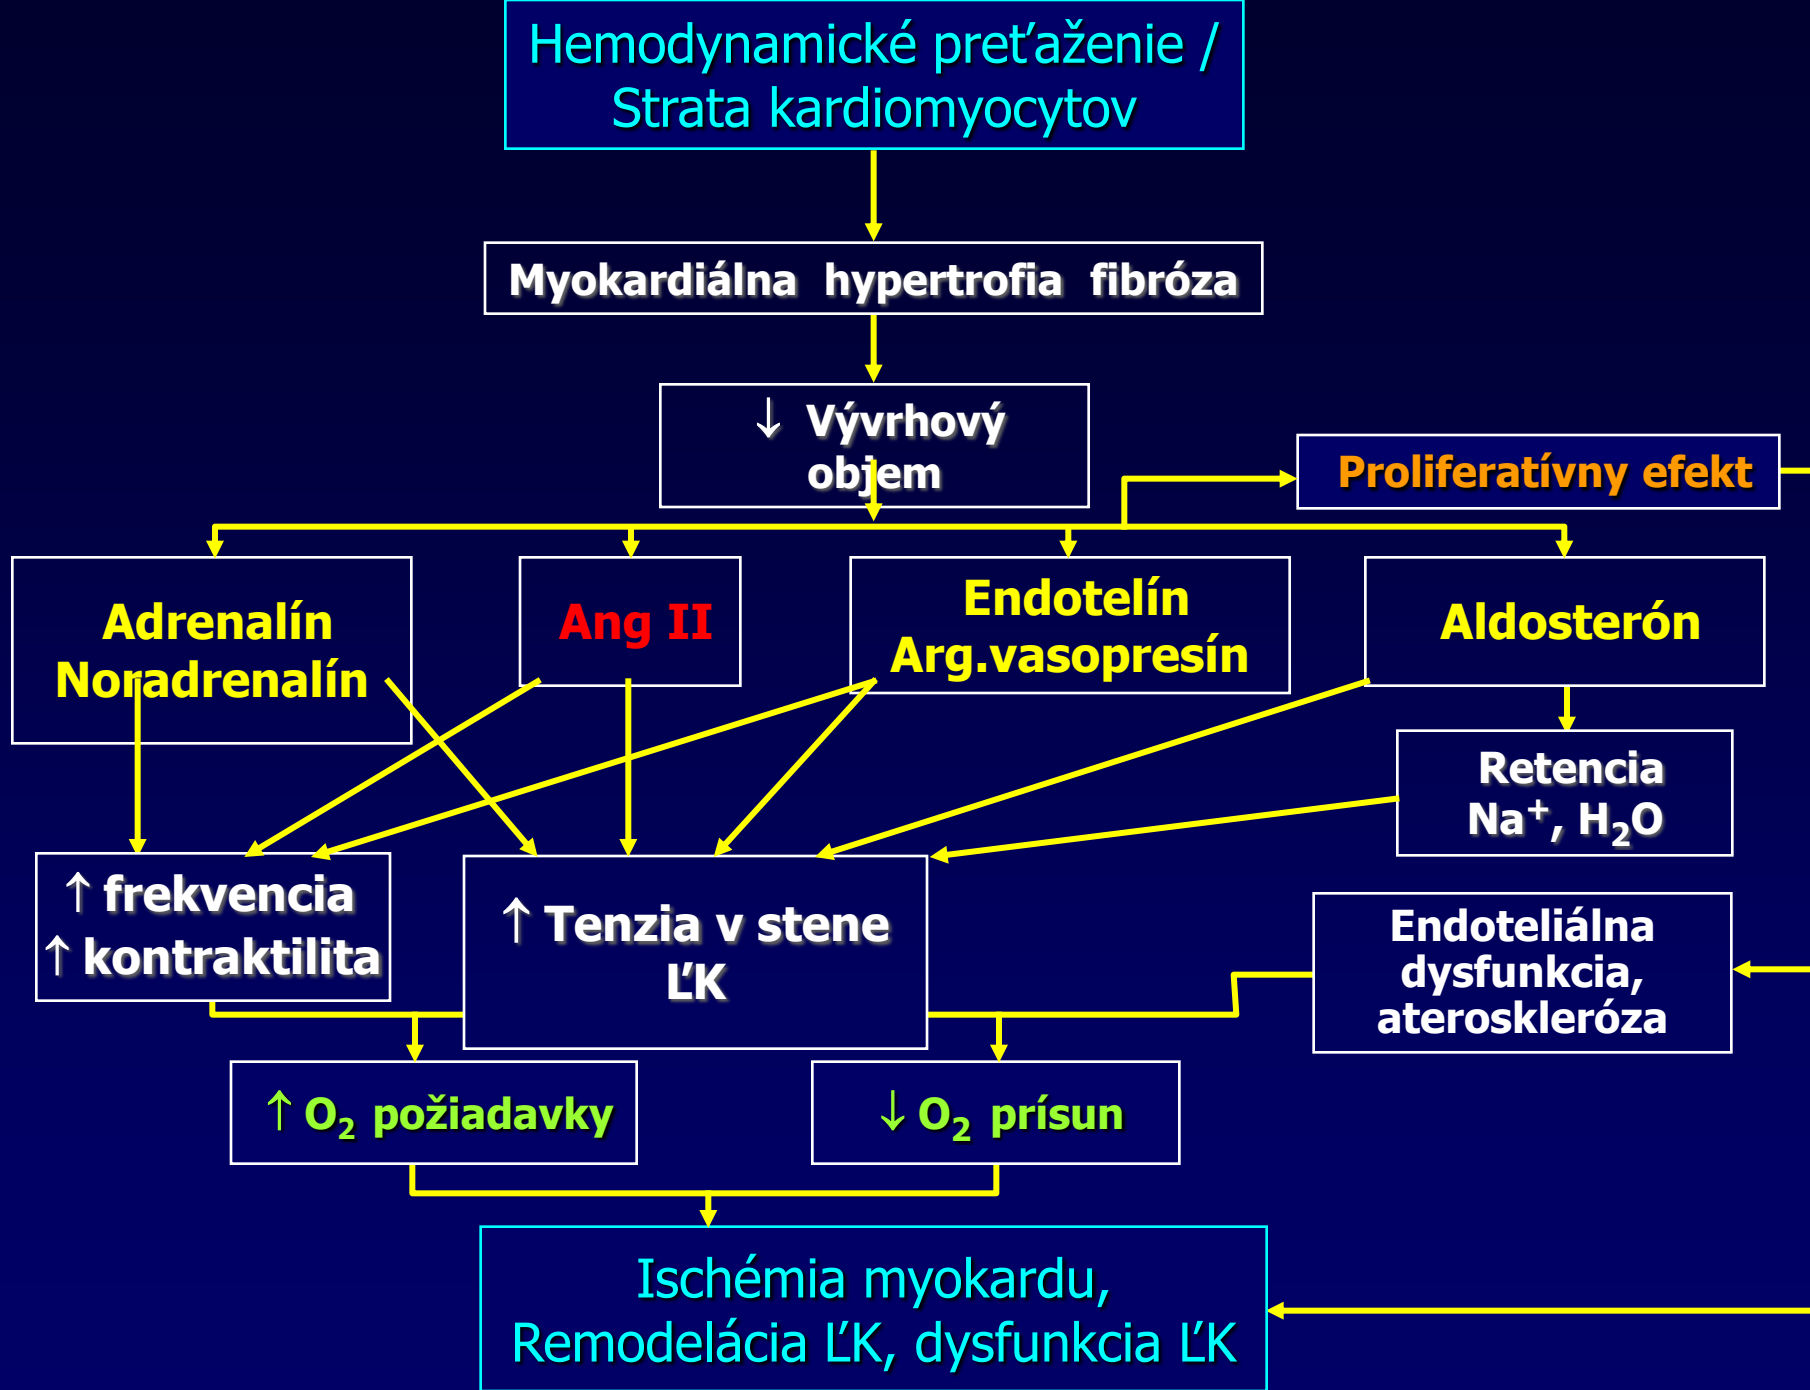 Hemodynamické preťaženie /
Strata kardiomyocytov
Myokardiálna hypertrofia fibróza
↓ Vývrhový
objem
Proliferatívny efekt
Adrenalín
Noradrenalín
Ang II
Endotelín
Arg.vasopresín
Aldosterón
Retencia
Na⁺, H₂O
↑ frekvencia
↑ kontraktilita
↑ Tenzia v stene
ĽK
Endoteliálna
dysfunkcia,
ateroskleróza
↑ O₂ požiadavky
↓ O₂ prísun
Ischémia myokardu,
Remodelácia ĽK, dysfunkcia ĽK